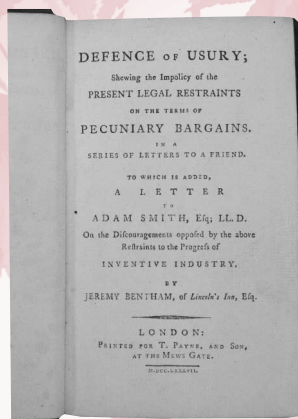 DEFENCE OF USURY;
Shewing the Impolicy of the
PRESENT LEGAL RESTRAINTS
ON THE TERMS OF
PECUNIARY BARGAINS.
IN A
SERIES OF LETTERS TO A FRIEND.
TO WHICH IS ADDED,
A LETTER
TO
ADAM SMITH, Esq; LL.D.
On the Discouragements opposed by the above
Restraints to the Progress of
INVENTIVE INDUSTRY.
BY
JEREMY BENTHAM, of Lincoln's Inn, Esq.
LONDON:
PRINTED FOR T. PAYNE, AND SON,
AT THE MEWS GATE.
M.DCC.LXXXVII.